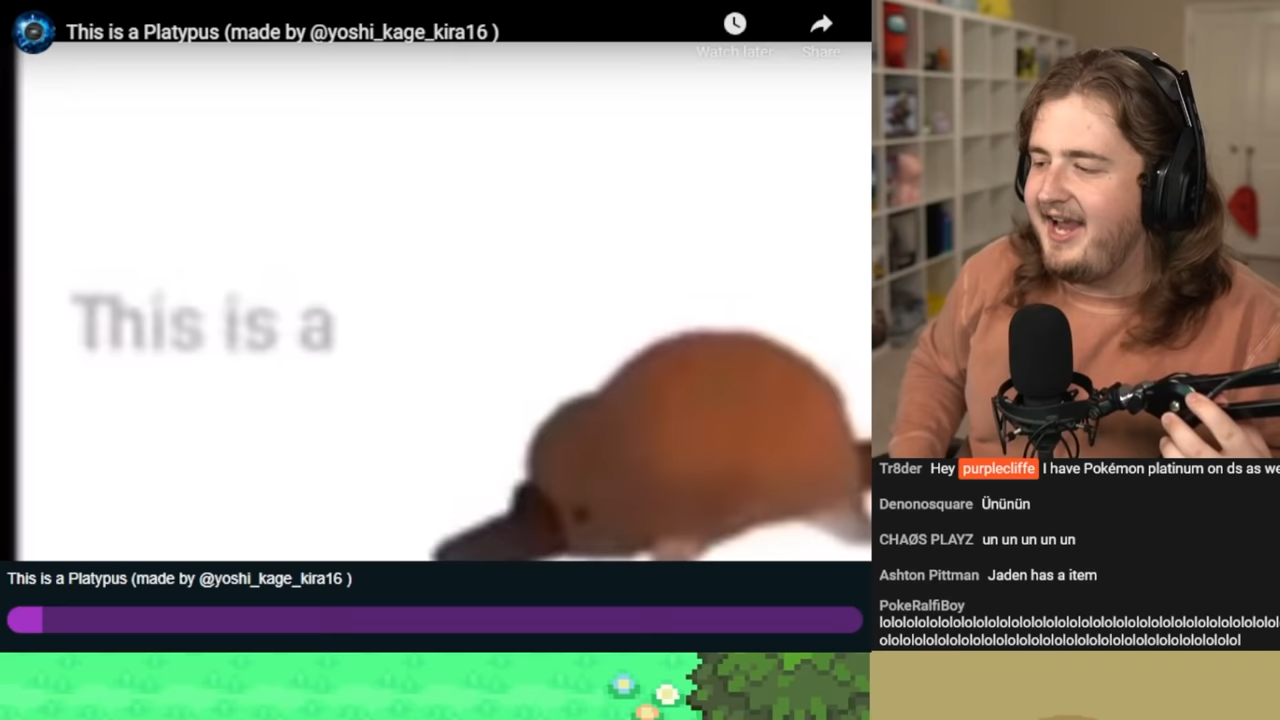 This is a Platypus (made by @yoshi_kage_kira16 )
Watch later
Share
This is a
This is a Platypus (made by @yoshi_kage_kira16 )
Tr8der Hey purplecliffe I have Pokémon platinum on ds as we
Denonosquare Ününün
CHAØS PLAYZ un un un un un
Ashton Pittman Jaden has a item
PokeRalfiBoy
lolololololololololololololololololololololololololololololololololol
olololololololololololololololololololololololololololololololol